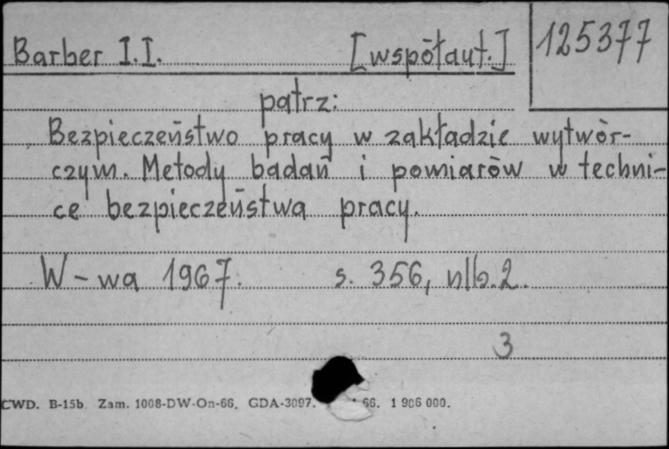 Barber I.I. [współaut.] 125377
patrz:
Bezpieczeństwo pracy w zakładzie wytwór-
czym. Metody badań i pomiarów w techni-
ce bezpieczeństwa pracy.
W-wa 1967. s. 356, nlb. 2.
3
CWD. B-15b. Zam. 1008-DW-On-66. GDA-3097. 66. 1 906 000.